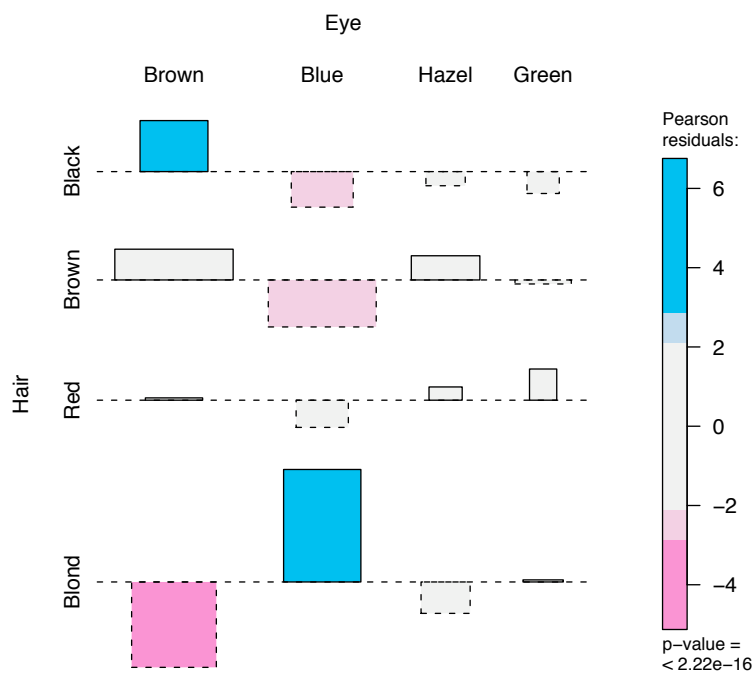 Eye
Brown Blue Hazel Green
Hair
Black
Brown
Red
Blond
Pearson
residuals:
6
4
2
0
−2
−4
p−value =
< 2.22e−16